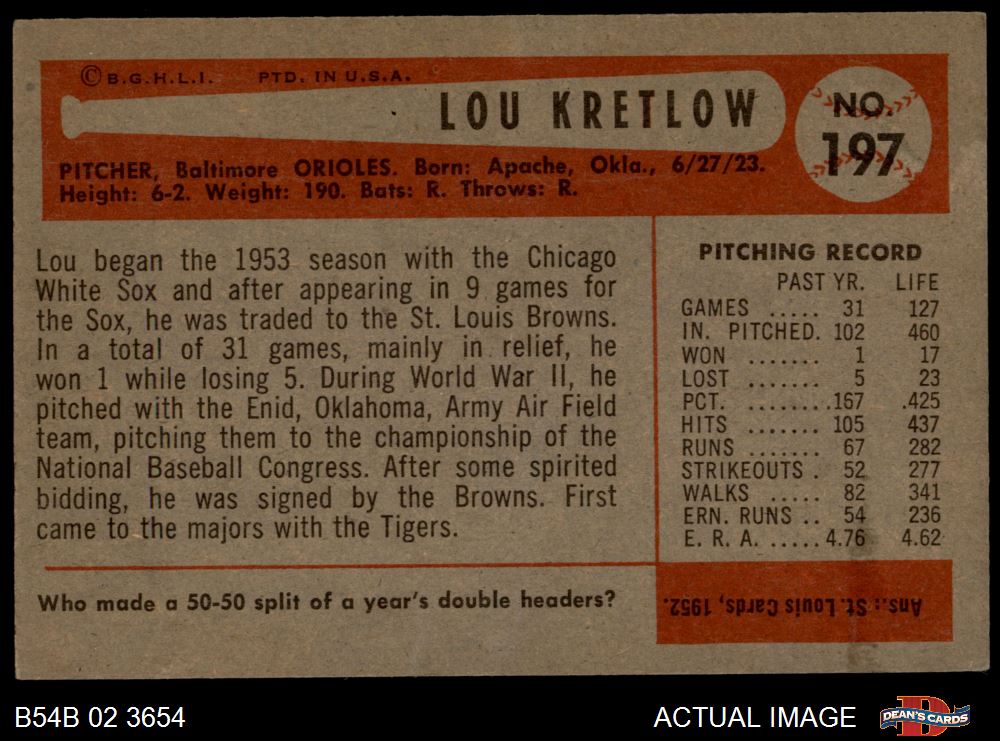 © B.G.H.L.I. PTD. IN U.S.A.
LOU KRETLOW
NO.
197
PITCHER, Baltimore ORIOLES. Born: Apache, Okla., 6/27/23.
Height: 6-2. Weight: 190. Bats: R. Throws: R.
Lou began the 1953 season with the Chicago
White Sox and after appearing in 9 games for
the Sox, he was traded to the St. Louis Browns.
In a total of 31 games, mainly in relief, he
won 1 while losing 5. During World War II, he
pitched with the Enid, Oklahoma, Army Air Field
team, pitching them to the championship of the
National Baseball Congress. After some spirited
bidding, he was signed by the Browns. First
came to the majors with the Tigers.
PITCHING RECORD
PAST YR. LIFE
GAMES ..... 31 127
IN. PITCHED. 102 460
WON ....... 1 17
LOST ....... 5 23
PCT. ........ .167 .425
HITS ....... 105 437
RUNS ....... 67 282
STRIKEOUTS . 52 277
WALKS ..... 82 341
ERN. RUNS .. 54 236
E. R. A. ..... 4.76 4.62
Who made a 50-50 split of a year's double headers?
Ans.: St. Louis Cards, 1952.
B54B 02 3654
ACTUAL IMAGE
DEAN'S CARDS